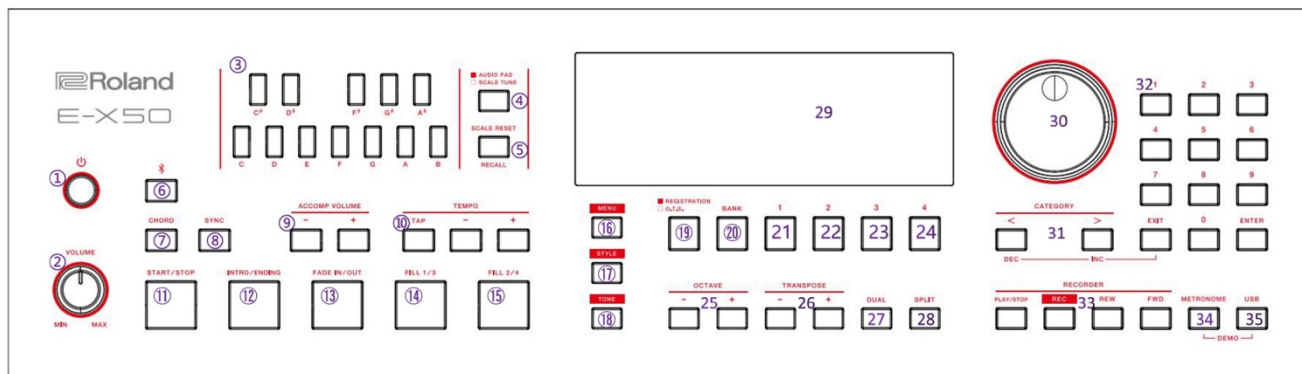 Roland
E-X50
①
⏻
②
VOLUME
MIN MAX
③
C♯ D♯ F♯ G♯ A♯
C D E F G A B
AUDIO PAD
SCALE TUNE
④
SCALE RESET
⑤
RECALL
⑥
CHORD SYNC
⑦ ⑧
ACCOMP VOLUME
⑨ − +
TEMPO
⑩ TAP − +
START/STOP INTRO/ENDING FADE IN/OUT FILL 1/3 FILL 2/4
⑪ ⑫ ⑬ ⑭ ⑮
29
MENU
⑯
STYLE
⑰
TONE
⑱
REGISTRATION
O.T.S.
BANK 1 2 3 4
⑲ ⑳ 21 22 23 24
OCTAVE TRANSPOSE
− 25 + − 26 + DUAL SPLIT
27 28
30
32 1 2 3
4 5 6
7 8 9
CATEGORY
< 31 > EXIT 0 ENTER
DEC INC
RECORDER
PLAY/STOP REC 33 REW FWD METRONOME USB
34 35
DEMO